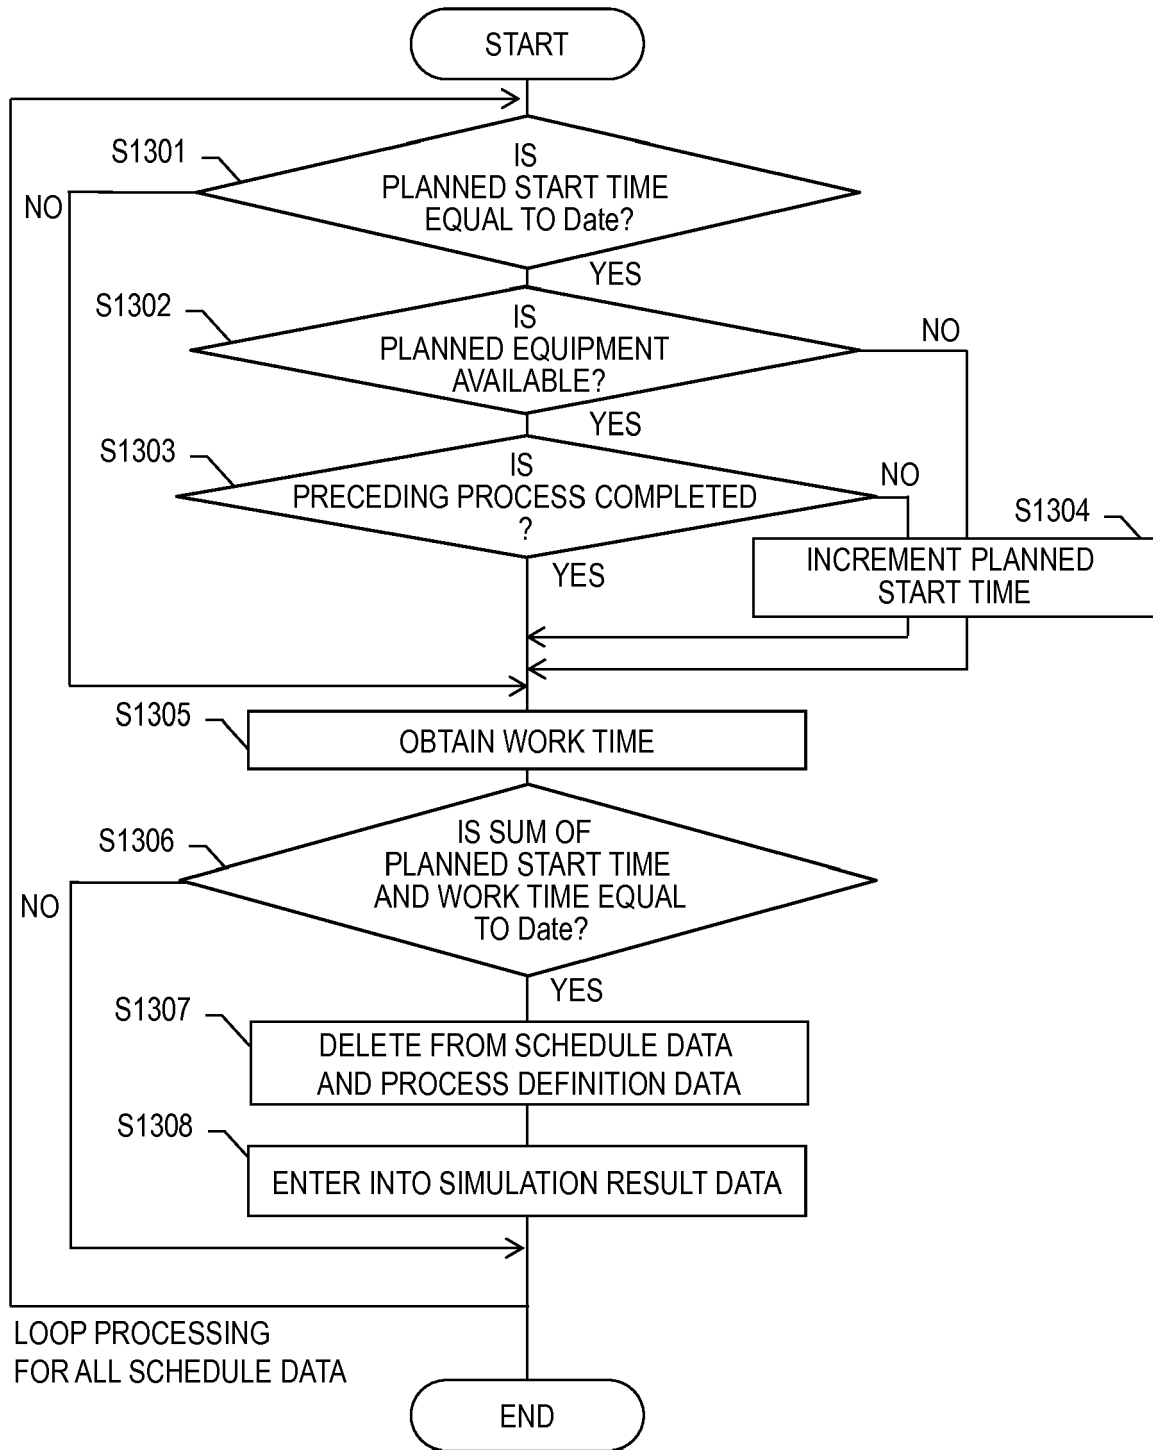 START
S1301
IS
PLANNED START TIME
EQUAL TO Date?
NO
YES
S1302
IS
PLANNED EQUIPMENT
AVAILABLE?
NO
YES
S1303
IS
PRECEDING PROCESS COMPLETED
?
NO
YES
S1304
INCREMENT PLANNED
START TIME
S1305
OBTAIN WORK TIME
S1306
IS SUM OF
PLANNED START TIME
AND WORK TIME EQUAL
TO Date?
NO
YES
S1307
DELETE FROM SCHEDULE DATA
AND PROCESS DEFINITION DATA
S1308
ENTER INTO SIMULATION RESULT DATA
LOOP PROCESSING
FOR ALL SCHEDULE DATA
END